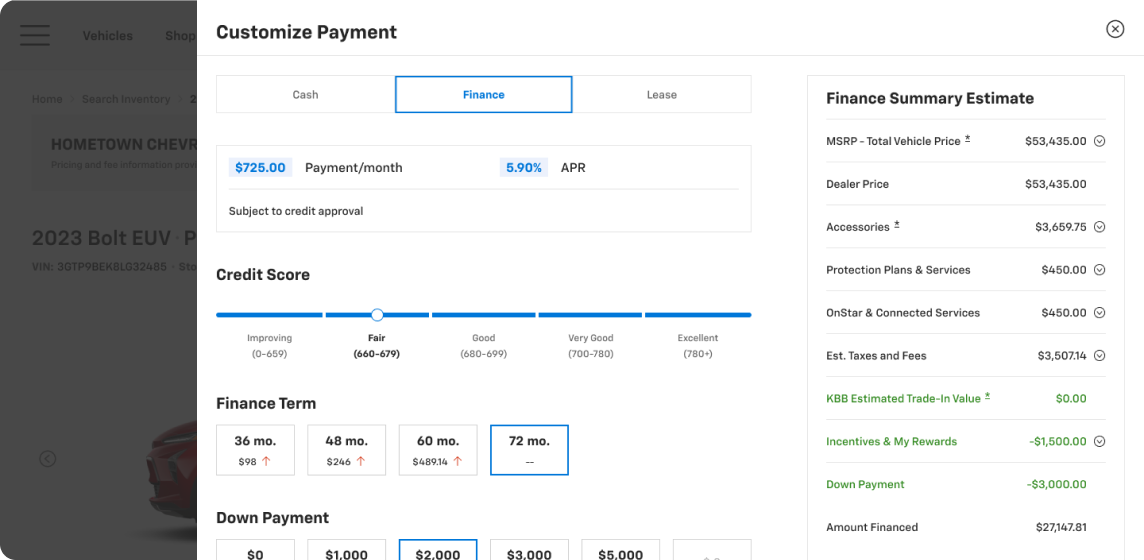 Customize Payment
Vehicles
Shop
Home
Search Inventory
2
HOMETOWN CHEVR
Pricing and fee information prov
2023 Bolt EUV · P
VIN: 3GTP9BEK8LG32485 · Sto
Cash
Finance
Lease
$725.00 Payment/month
5.90% APR
Subject to credit approval
Credit Score
Improving
(0-659)
Fair
(660-679)
Good
(680-699)
Very Good
(700-780)
Excellent
(780+)
Finance Term
36 mo.
$98 ↑
48 mo.
$246 ↑
60 mo.
$489.14 ↑
72 mo.
--
Down Payment
$0
$1,000
$2,000
$3,000
$5,000
Finance Summary Estimate
MSRP - Total Vehicle Price * $53,435.00
Dealer Price $53,435.00
Accessories * $3,659.75
Protection Plans & Services $450.00
OnStar & Connected Services $450.00
Est. Taxes and Fees $3,507.14
KBB Estimated Trade-In Value * $0.00
Incentives & My Rewards -$1,500.00
Down Payment -$3,000.00
Amount Financed $27,147.81